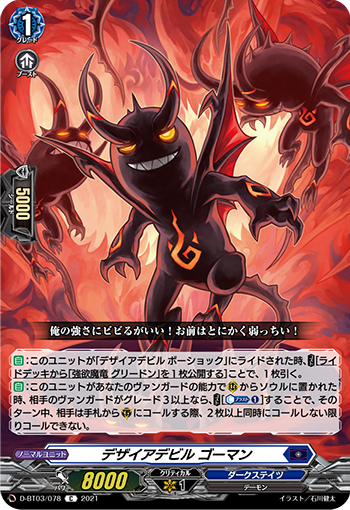 1
グレード
ブースト
5000
シールド
俺の強さにビビるがいい！お前はとにかく弱っちい！
自:このユニットが「デザイアデビル ボーショック」にライドされた時、[ライドデッキから「強欲魔竜 グリードン」を1枚公開する]ことで、1枚引く。
自:このユニットがあなたのヴァンガードの能力でRからソウルに置かれた時、相手のヴァンガードがグレード3以上なら、[ブラスト1]することで、そのターン中、相手は手札からGにコールする際、2枚以上同時にコールしない限りコールできない。
ノーマルユニット
デザイアデビル ゴーマン
パワー
8000
クリティカル
1
ダークステイツ
デーモン
D-BT03/078 C 2021
イラスト/石川健太